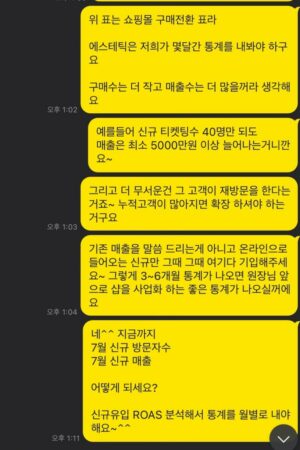 위 표는 쇼핑몰 구매전환 표라
에스테틱은 저희가 몇달간 통계를 내봐야 하구
요
구매수는 더 작고 매출수는 더 많을꺼라 생각해
요
오후 1:02
예를들어 신규 티켓팅수 40명만 되도
매출은 최소 5000만원 이상 늘어나는거니깐
요~
그리고 더 무서운건 그 고객이 재방문을 한다는
거죠~ 누적고객이 많아지면 확장 하셔야 하는
거구요
오후 1:03
기존 매출을 말씀 드리는게 아니고 온라인으로
들어오는 신규만 그때 그때 여기다 기입해주세
요~ 그렇게 3~6개월 통계가 나오면 원장님 앞
으로 샵을 사업화 하는 좋은 통계가 나오실꺼에
요
오후 1:04
네^^ 지금까지
7월 신규 방문자수
7월 신규 매출
어떻게 되세요?
신규유입 ROAS 분석해서 통계를 월별로 내야
해요~^^
오후 1:11